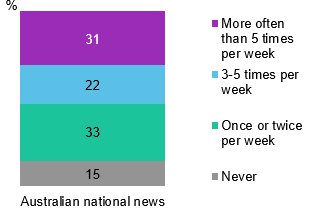 %
31
22
33
15
Australian national news
More often
than 5 times
per week
3-5 times per
week
Once or twice
per week
Never